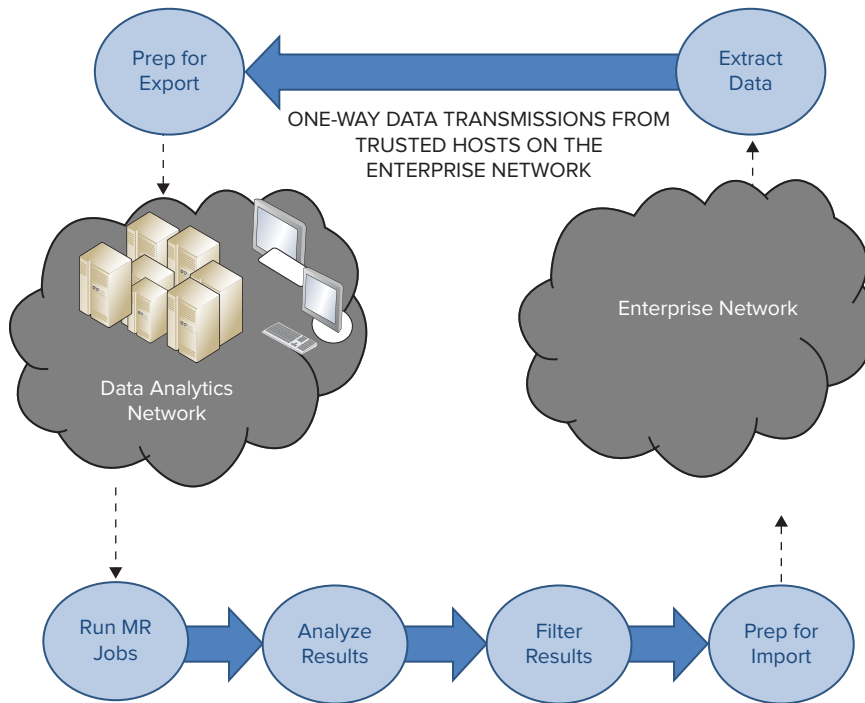 Prep for
Export
Extract
Data
ONE-WAY DATA TRANSMISSIONS FROM
TRUSTED HOSTS ON THE
ENTERPRISE NETWORK
Enterprise Network
Data Analytics
Network
Run MR
Jobs
Analyze
Results
Filter
Results
Prep for
Import